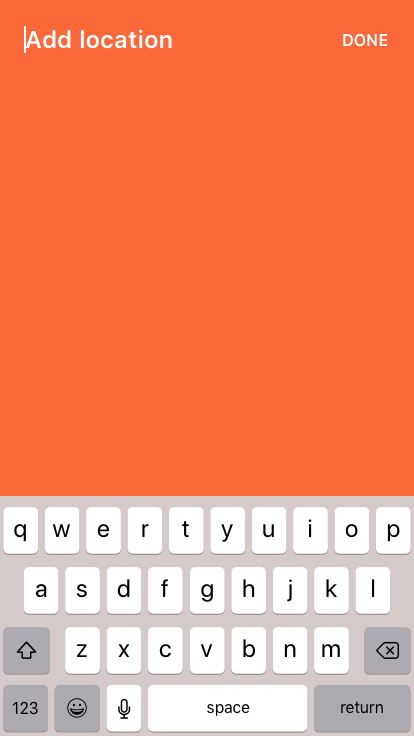 Add location DONE
q w e r t y u i o p
a s d f g h j k l
z x c v b n m
123 space return